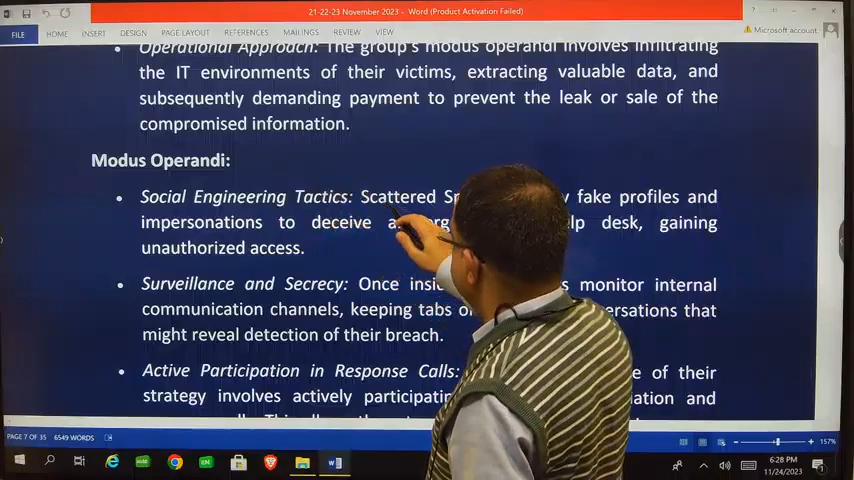 21-22-23 November 2023 - Word (Product Activation Failed)
FILE HOME INSERT DESIGN PAGE LAYOUT REFERENCES MAILINGS REVIEW VIEW Microsoft account
Operational Approach: The group's modus operandi involves infiltrating
the IT environments of their victims, extracting valuable data, and
subsequently demanding payment to prevent the leak or sale of the
compromised information.
Modus Operandi:
Social Engineering Tactics: Scattered fake profiles and
impersonations to deceive desk, gaining
unauthorized access.
Surveillance and Secrecy: Once monitor internal
communication channels, keeping tabs that
might reveal detection of their breach.
Active Participation in Response Calls: of their
strategy involves actively and
PAGE 7 OF 35 6549 WORDS 157%
6:28 PM
11/24/2023